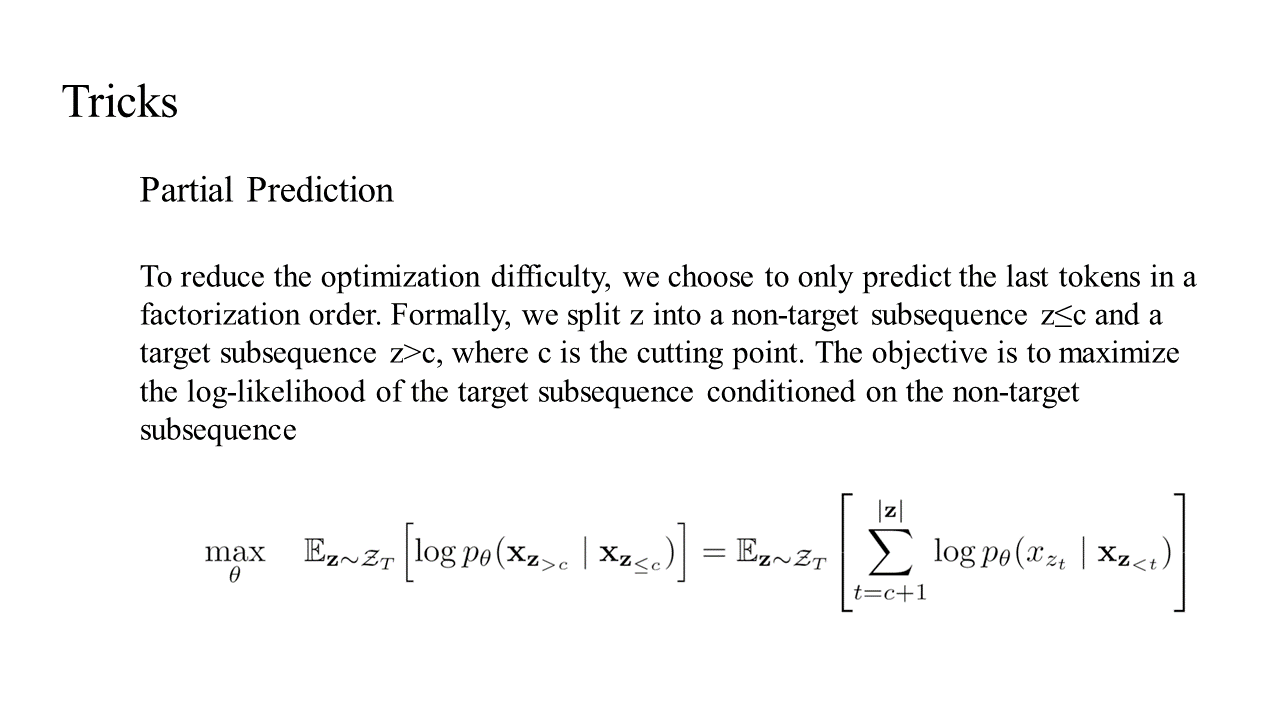 Tricks
Partial Prediction
To reduce the optimization difficulty, we choose to only predict the last tokens in a
factorization order. Formally, we split z into a non-target subsequence z≤c and a
target subsequence z>c, where c is the cutting point. The objective is to maximize
the log-likelihood of the target subsequence conditioned on the non-target
subsequence
$\max_{\theta} \quad \mathbb{E}_{\mathbf{z}\sim\mathcal{Z}_T}\left[\log p_\theta(\mathbf{x}_{\mathbf{z}_{>c}} \mid \mathbf{x}_{\mathbf{z}_{\leq c}})\right] = \mathbb{E}_{\mathbf{z}\sim\mathcal{Z}_T}\left[\sum_{t=c+1}^{|\mathbf{z}|} \log p_\theta(x_{z_t} \mid \mathbf{x}_{\mathbf{z}_{<t}})\right]$